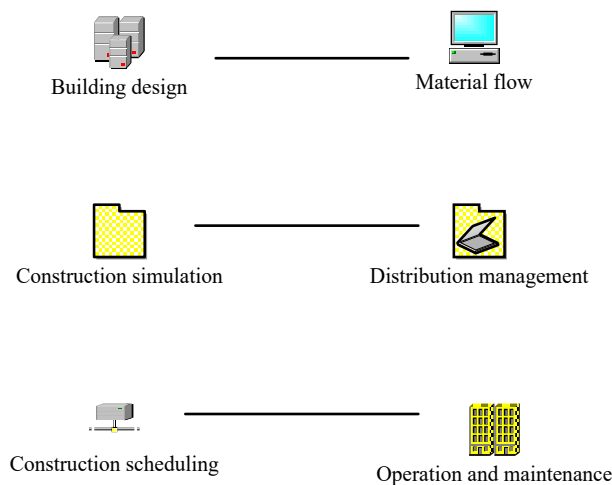 Building design
Material flow
Construction simulation
Distribution management
Construction scheduling
Operation and maintenance